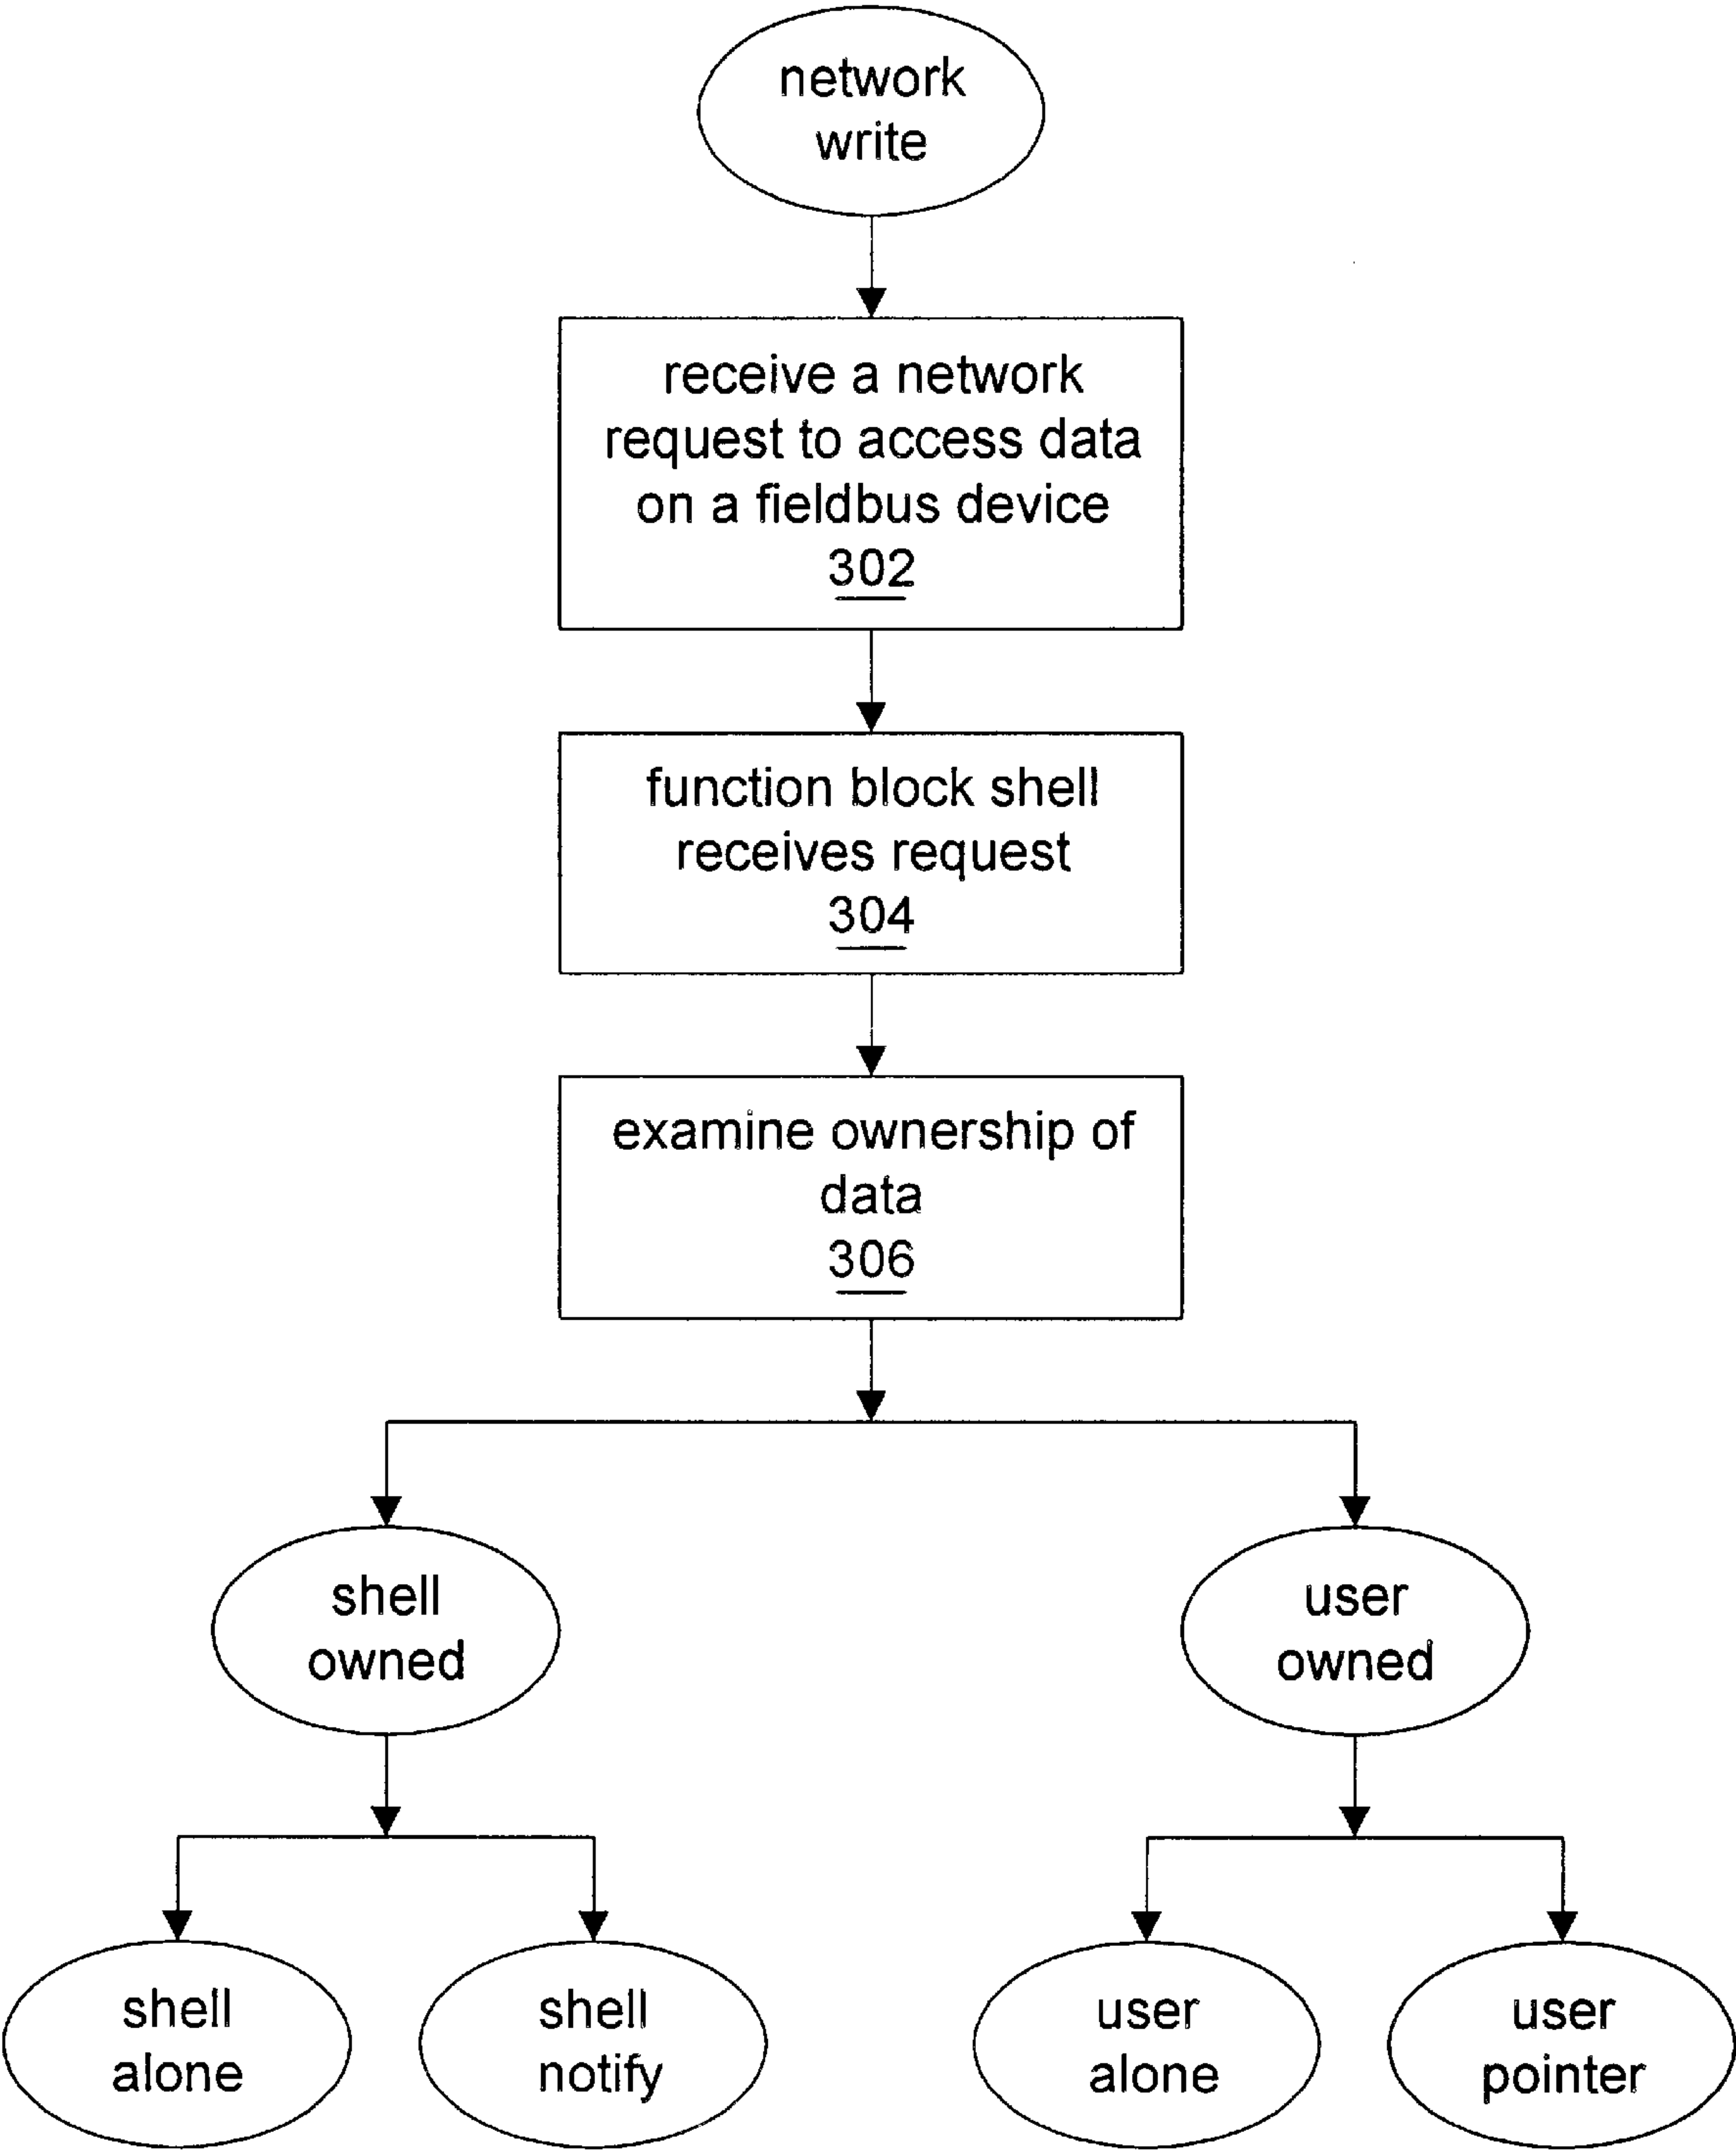 network
write
receive a network
request to access data
on a fieldbus device
302
function block shell
receives request
304
examine ownership of
data
306
shell
owned
user
owned
shell
alone
shell
notify
user
alone
user
pointer